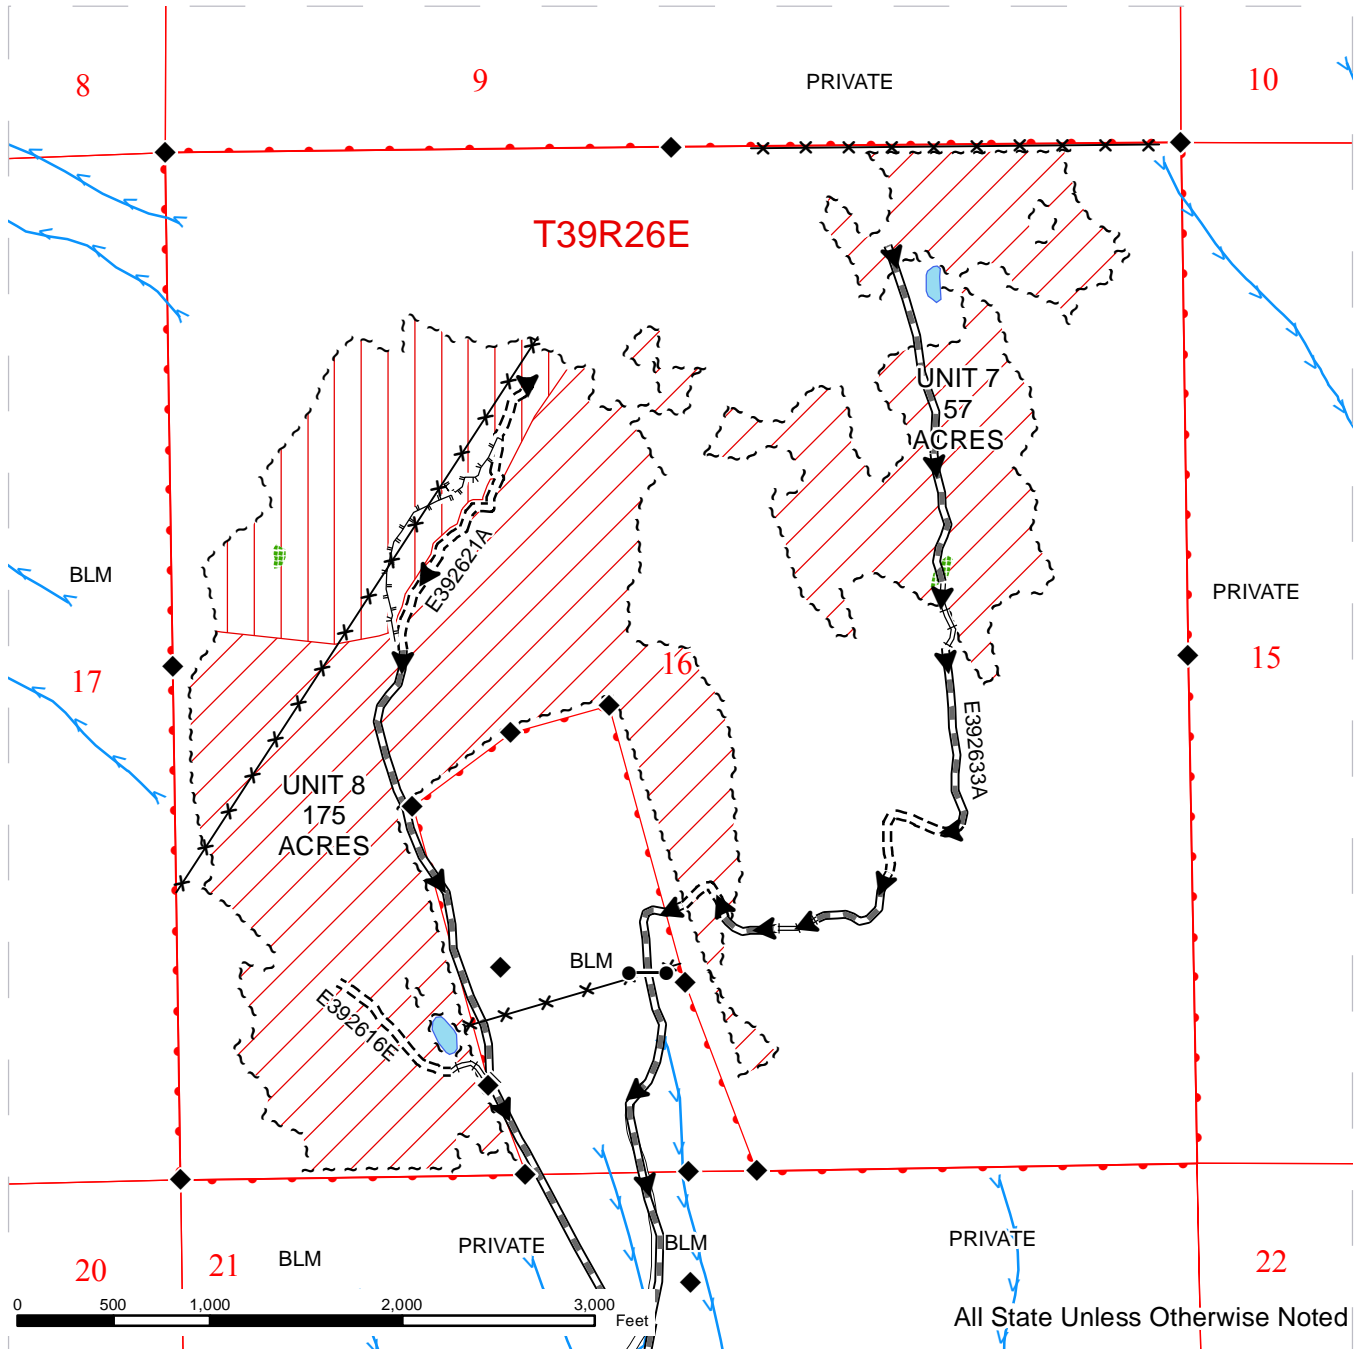 8
9
PRIVATE
10
T39R26E
UNIT 7
57
ACRES
E392621A
BLM
PRIVATE
17
16
15
E392633A
UNIT 8
175
ACRES
BLM
E392616E
20
21
BLM
PRIVATE
BLM
PRIVATE
22
0 500 1,000 2,000 3,000
Feet
All State Unless Otherwise Noted